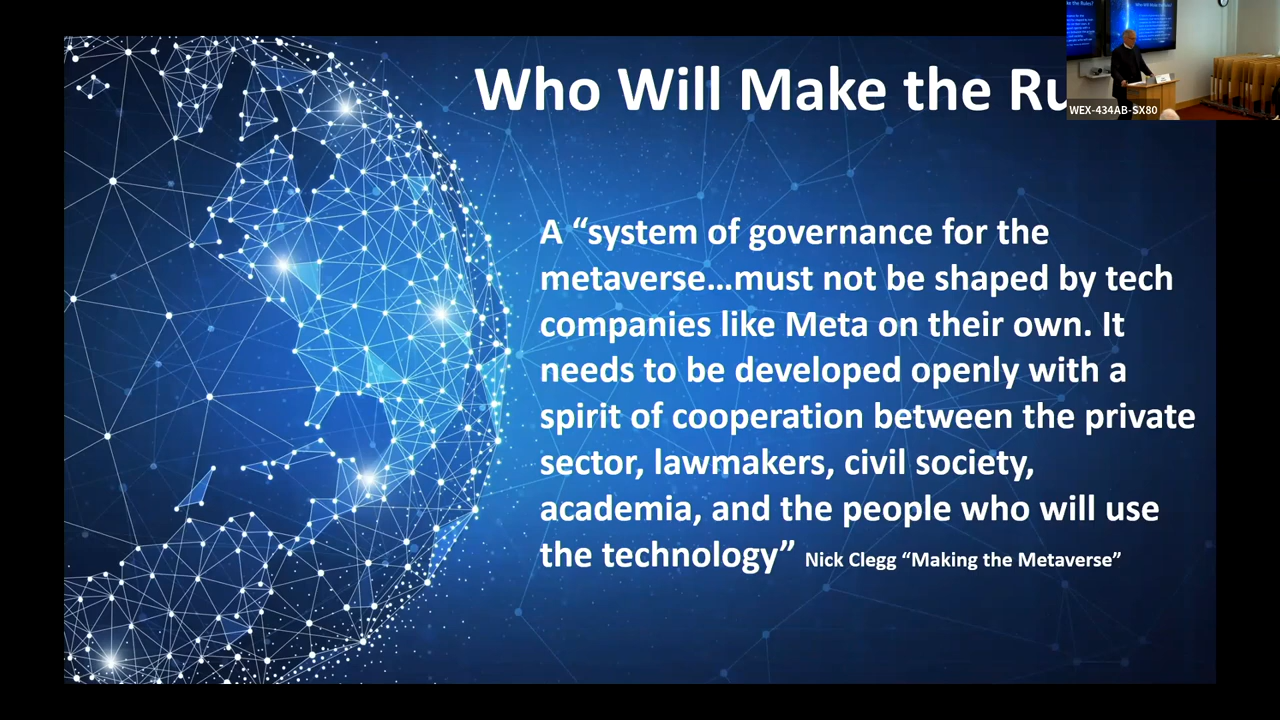 Who Will Make the Ru
WEX-434AB-SX80
A “system of governance for the
metaverse...must not be shaped by tech
companies like Meta on their own. It
needs to be developed openly with a
spirit of cooperation between the private
sector, lawmakers, civil society,
academia, and the people who will use
the technology” Nick Clegg “Making the Metaverse”